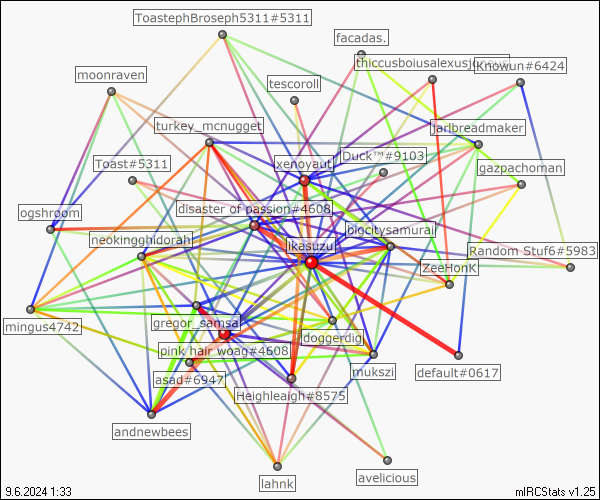 ToastephBroseph5311#5311
facadas.
thiccusboiusalexusjo
Knowun#6424
moonraven
tescoroll
turkey_mcnugget
jarlbreadmaker
Duck™#9103
xenoyaut
Toast#5311
gazpachoman
ogshroom
disaster of passion#4608
bigcitysamurai
neokingghidorah
likasuzu
Random Stuf6#5983
ZeeHonK
mingus4742
gregor_samsa
doggerdig
pink hair woag#4608
mukszi
default#0617
asad#6947
Heighleaigh#8575
andnewbees
lahnk
avelicious
9.6.2024 1:33
mIRCStats v1.25